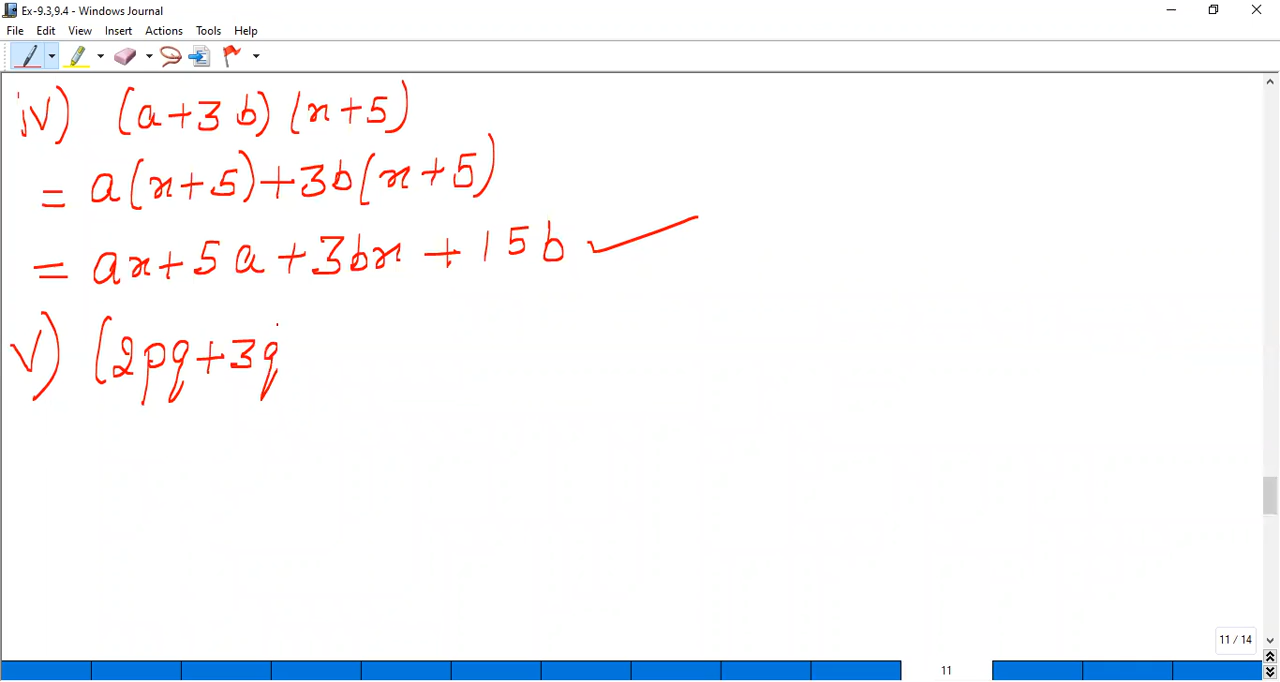 Ex-9.3,9.4 - Windows Journal
File Edit View Insert Actions Tools Help
iv) (a+3b)(x+5)
= a(x+5)+3b(x+5)
= ax+5a+3bx+15b ✓
v) (2pq+3q
11 / 14
11